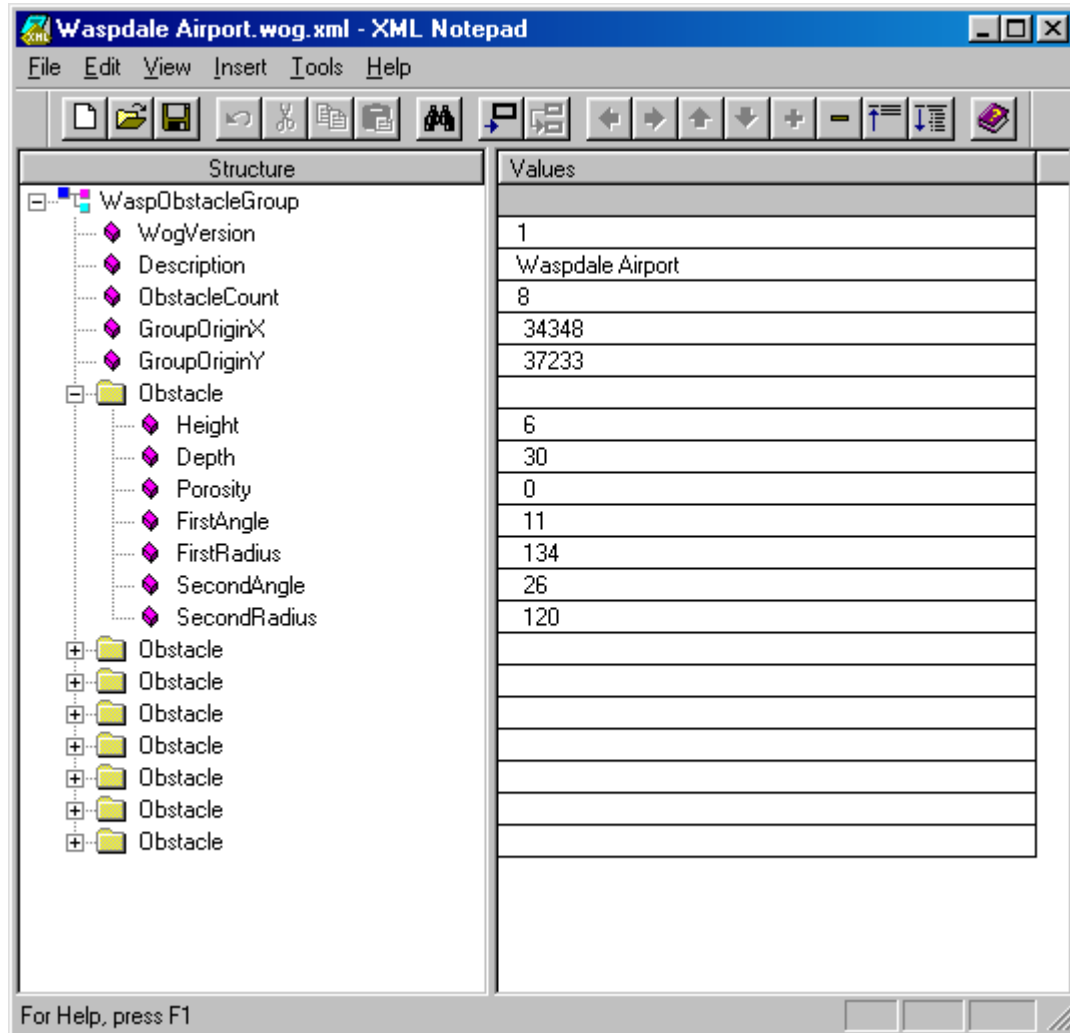 Waspdale Airport.wog.xml - XML Notepad
File Edit View Insert Tools Help
Structure Values
WaspObstacleGroup
WogVersion 1
Description Waspdale Airport
ObstacleCount 8
GroupOriginX 34348
GroupOriginY 37233
Obstacle
Height 6
Depth 30
Porosity 0
FirstAngle 11
FirstRadius 134
SecondAngle 26
SecondRadius 120
Obstacle
Obstacle
Obstacle
Obstacle
Obstacle
Obstacle
Obstacle
For Help, press F1